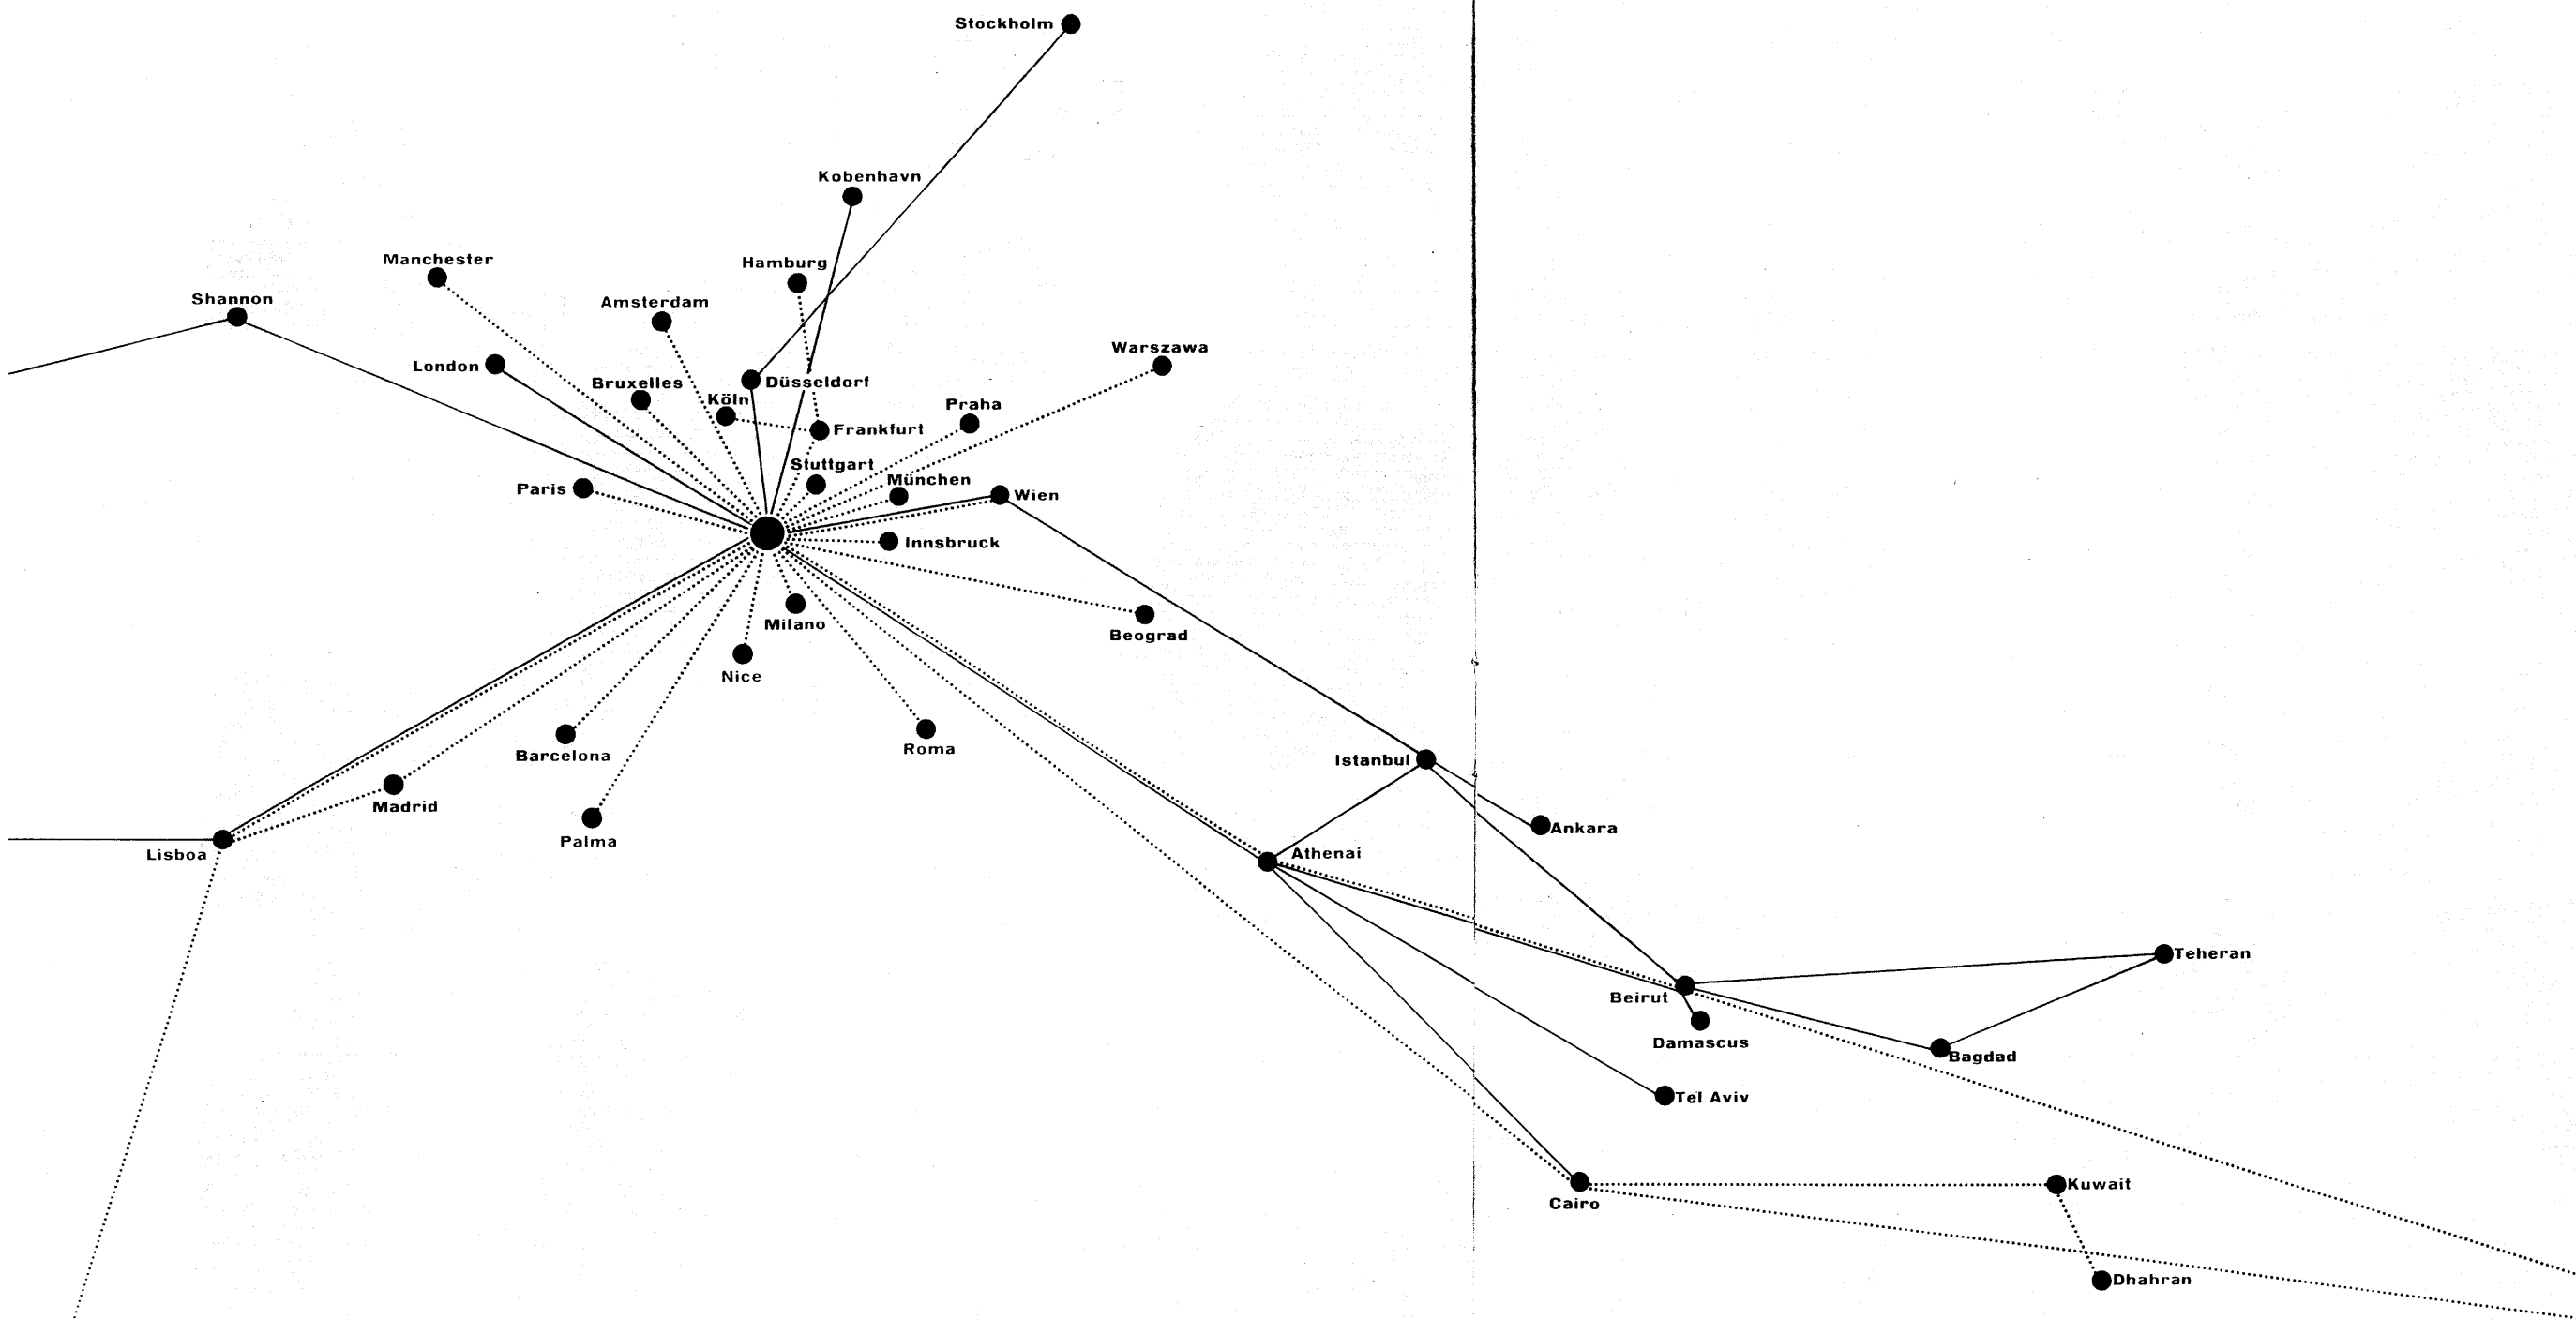 Stockholm
Kobenhavn
Manchester
Hamburg
Shannon
Amsterdam
Warszawa
London
Bruxelles
Düsseldorf
Köln
Praha
Frankfurt
Stuttgart
München
Paris
Wien
Innsbruck
Milano
Beograd
Nice
Roma
Barcelona
Istanbul
Madrid
Ankara
Palma
Lisboa
Athenai
Teheran
Beirut
Damascus
Bagdad
Tel Aviv
Kuwait
Cairo
Dhahran